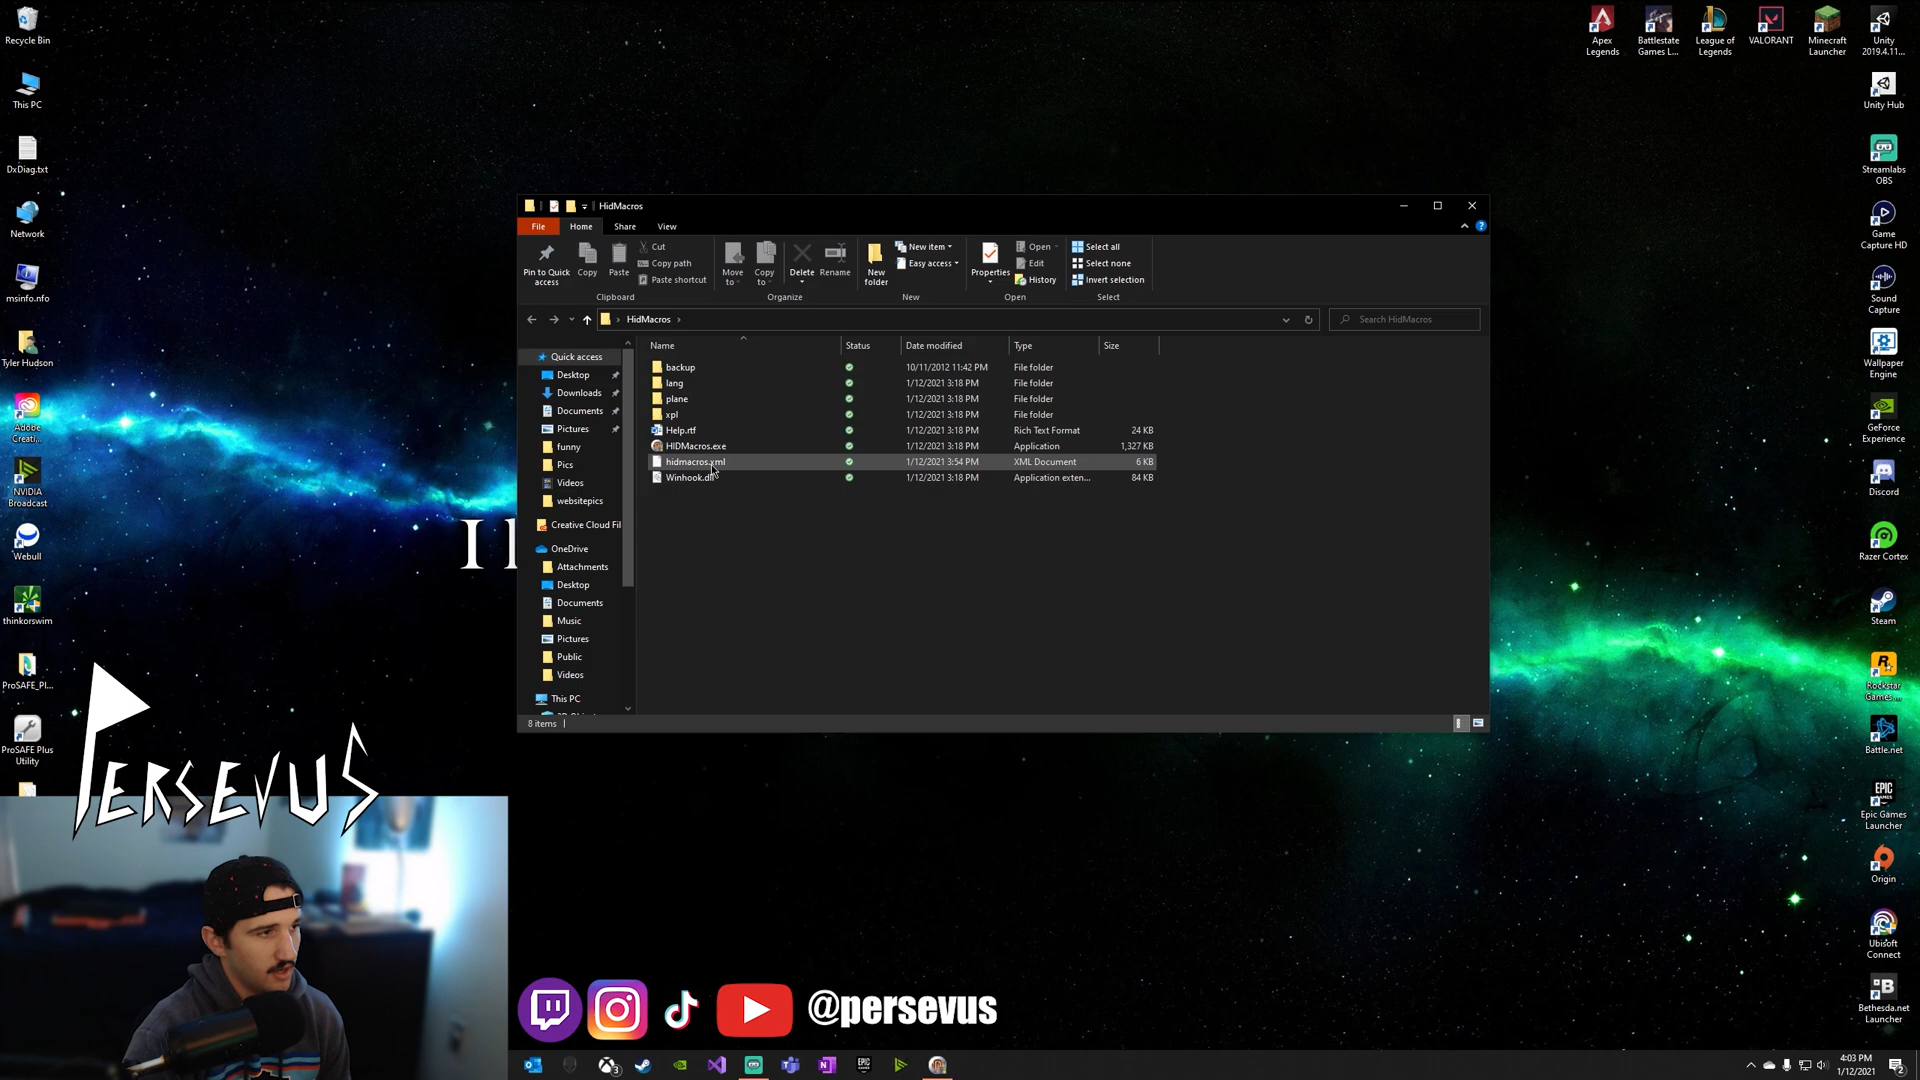 Recycle Bin
This PC
DxDiag.txt
Network
msinfo.nfo
Tyler Hudson
Adobe
Creati...
NVIDIA
Broadcast
Webull
thinkorswim
ProSAFE_Pl...
ProSAFE Plus
Utility
Apex
Legends
Battlestate
Games L...
League of
Legends
VALORANT
Minecraft
Launcher
Unity
2019.4.11...
Unity Hub
Streamlabs
OBS
Game
Capture HD
Sound
Capture
Wallpaper
Engine
GeForce
Experience
Discord
Razer Cortex
Steam
Rockstar
Games ...
Battle.net
Epic Games
Launcher
Origin
Ubisoft
Connect
Bethesda.net
Launcher
HidMacros
File Home Share View
Pin to Quick
access
Copy
Paste
Cut
Copy path
Paste shortcut
Clipboard
Move
to
Copy
to
Delete
Rename
Organize
New
folder
New item
Easy access
New
Properties
Open
Edit
History
Open
Select all
Select none
Invert selection
Select
HidMacros
Search HidMacros
Quick access
Desktop
Downloads
Documents
Pictures
funny
Pics
Videos
websitepics
Creative Cloud Fil
OneDrive
Attachments
Desktop
Documents
Music
Pictures
Public
Videos
This PC
Name Status Date modified Type Size
backup 10/11/2012 11:42 PM File folder
lang 1/12/2021 3:18 PM File folder
plane 1/12/2021 3:18 PM File folder
xpl 1/12/2021 3:18 PM File folder
Help.rtf 1/12/2021 3:18 PM Rich Text Format 24 KB
HIDMacros.exe 1/12/2021 3:18 PM Application 1,327 KB
hidmacros.xml 1/12/2021 3:54 PM XML Document 6 KB
Winhook.dll 1/12/2021 3:18 PM Application exten... 84 KB
8 items
PERSEVUS
@persevus
4:03 PM
1/12/2021